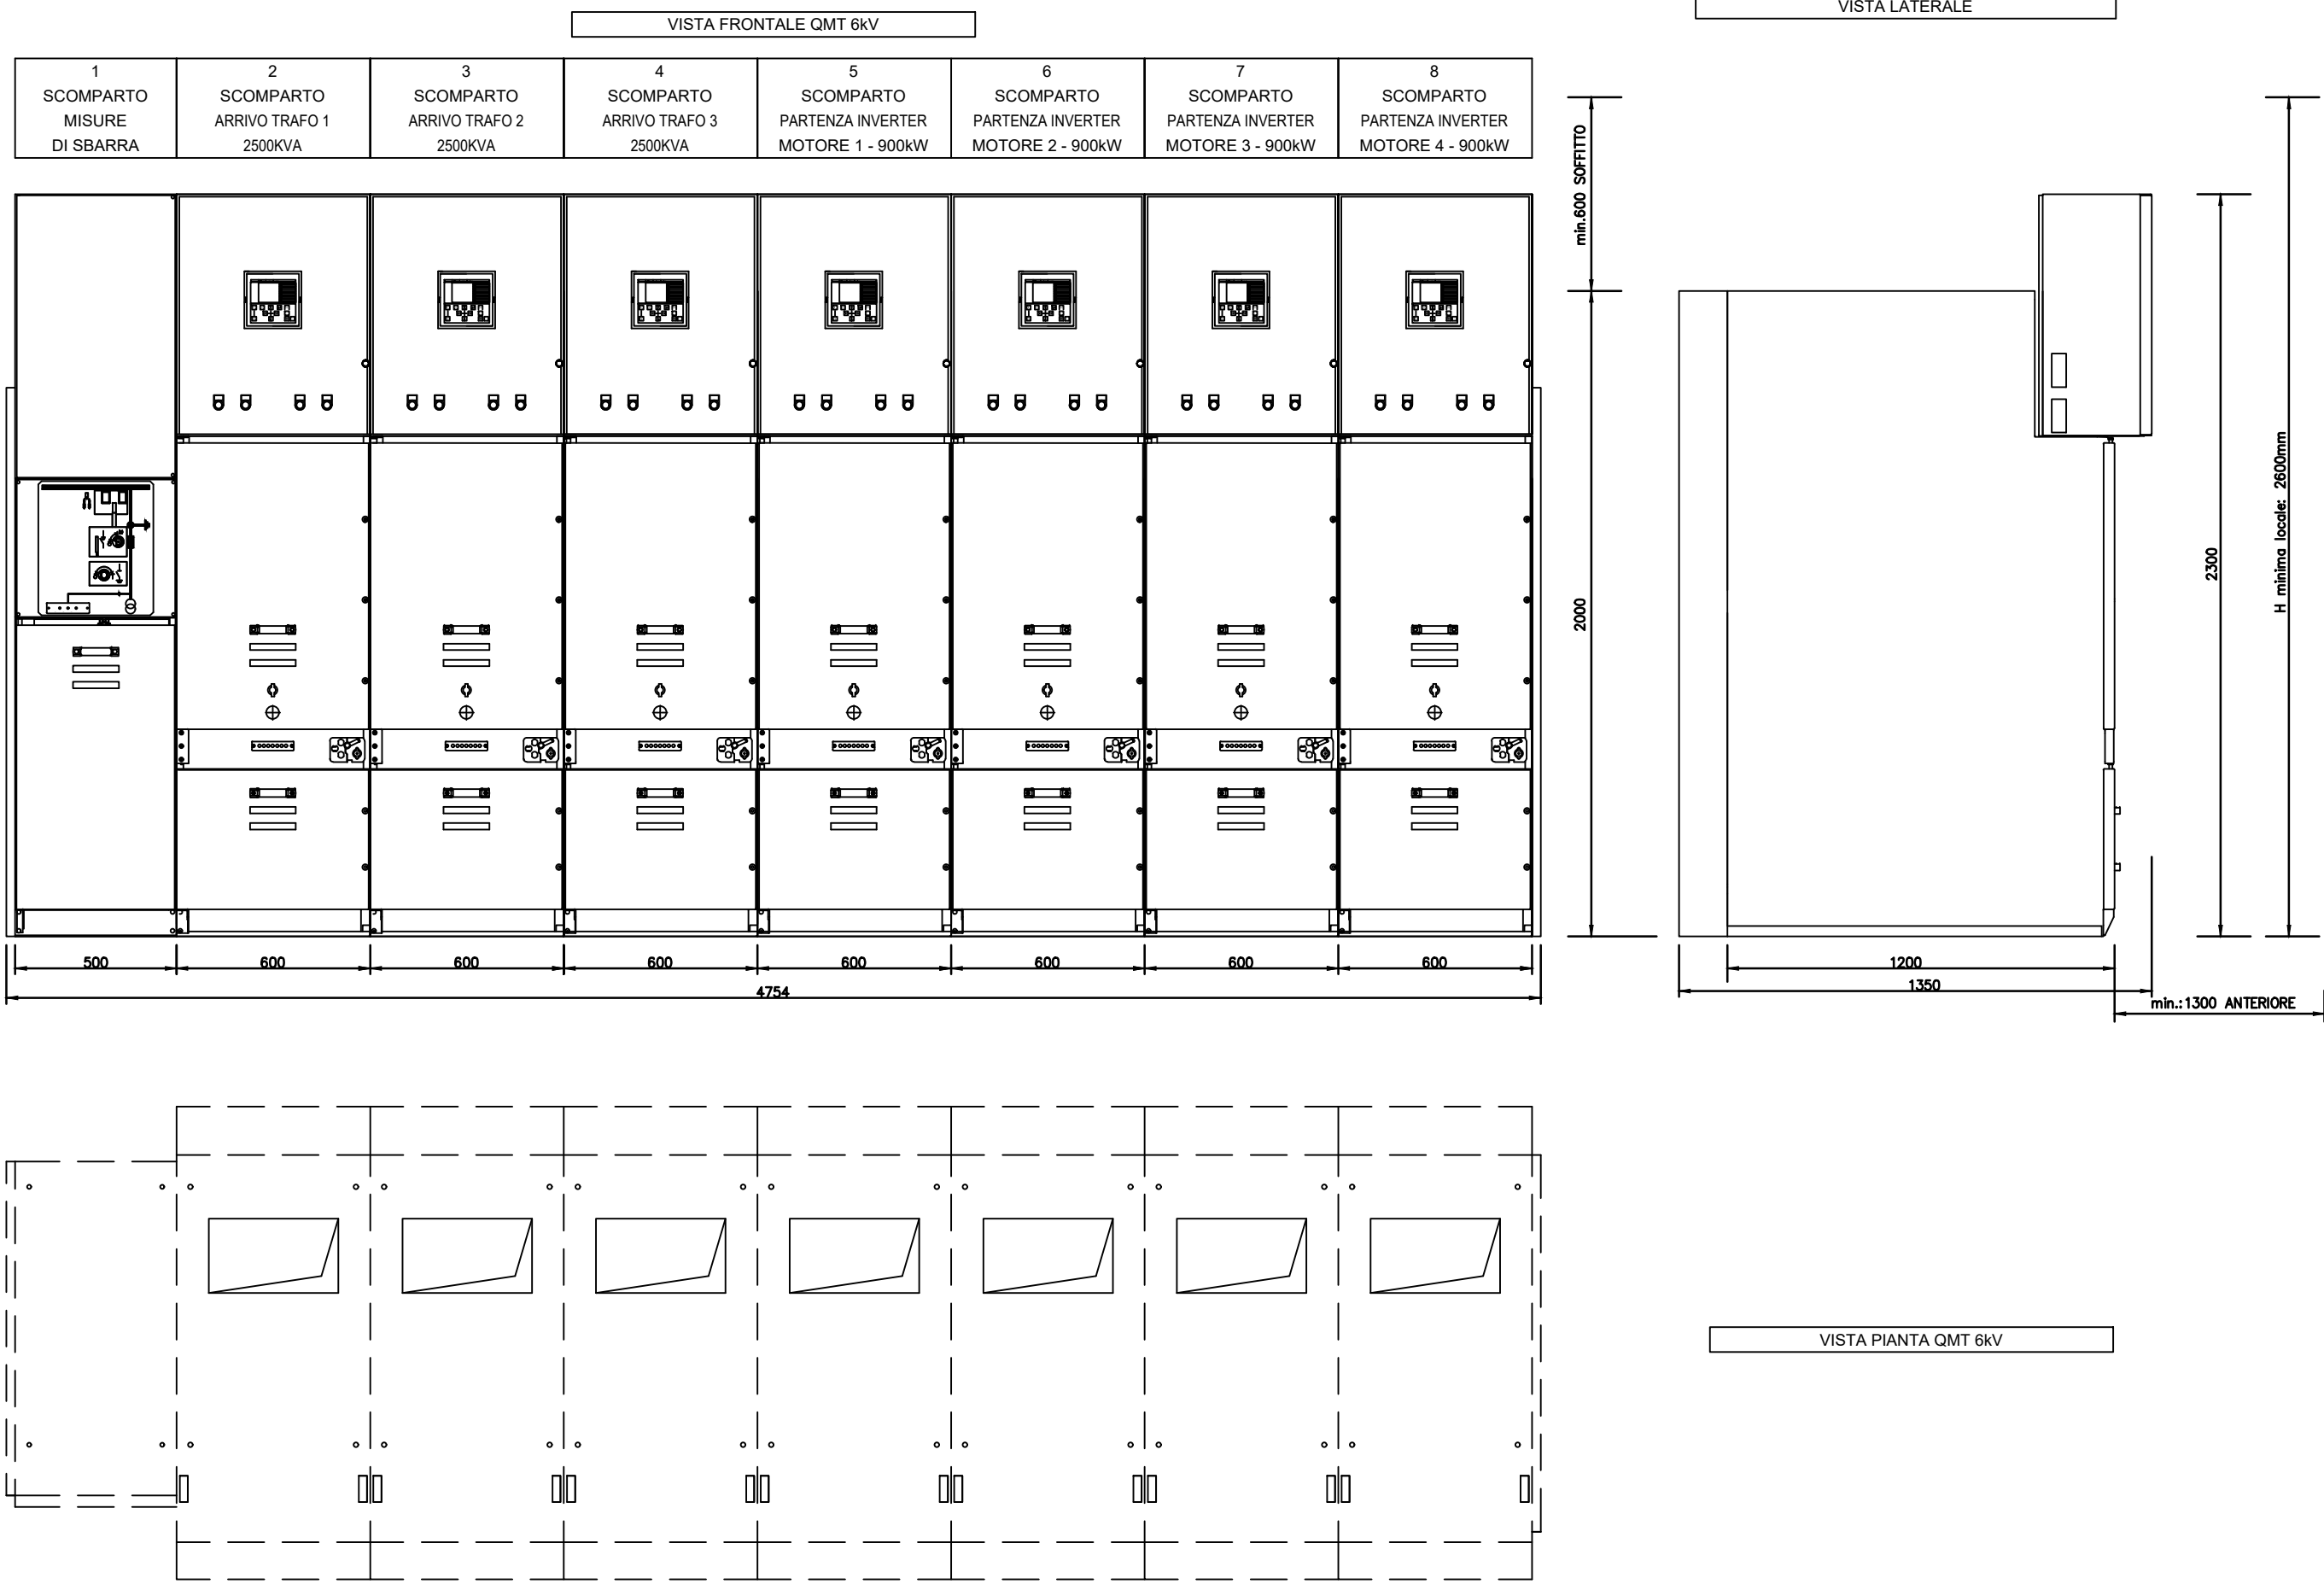 VISTA FRONTALE QMT 6kV
VISTA LATERALE
1
SCOMPARTO
MISURE
DI SBARRA
2
SCOMPARTO
ARRIVO TRAFO 1
2500KVA
3
SCOMPARTO
ARRIVO TRAFO 2
2500KVA
4
SCOMPARTO
ARRIVO TRAFO 3
2500KVA
5
SCOMPARTO
PARTENZA INVERTER
MOTORE 1 - 900kW
6
SCOMPARTO
PARTENZA INVERTER
MOTORE 2 - 900kW
7
SCOMPARTO
PARTENZA INVERTER
MOTORE 3 - 900kW
8
SCOMPARTO
PARTENZA INVERTER
MOTORE 4 - 900kW
min.600 SOFFITTO
2000
2300
H minima locale: 2600mm
500
600
600
600
600
600
600
600
4754
1200
1350
min.:1300 ANTERIORE
VISTA PIANTA QMT 6kV